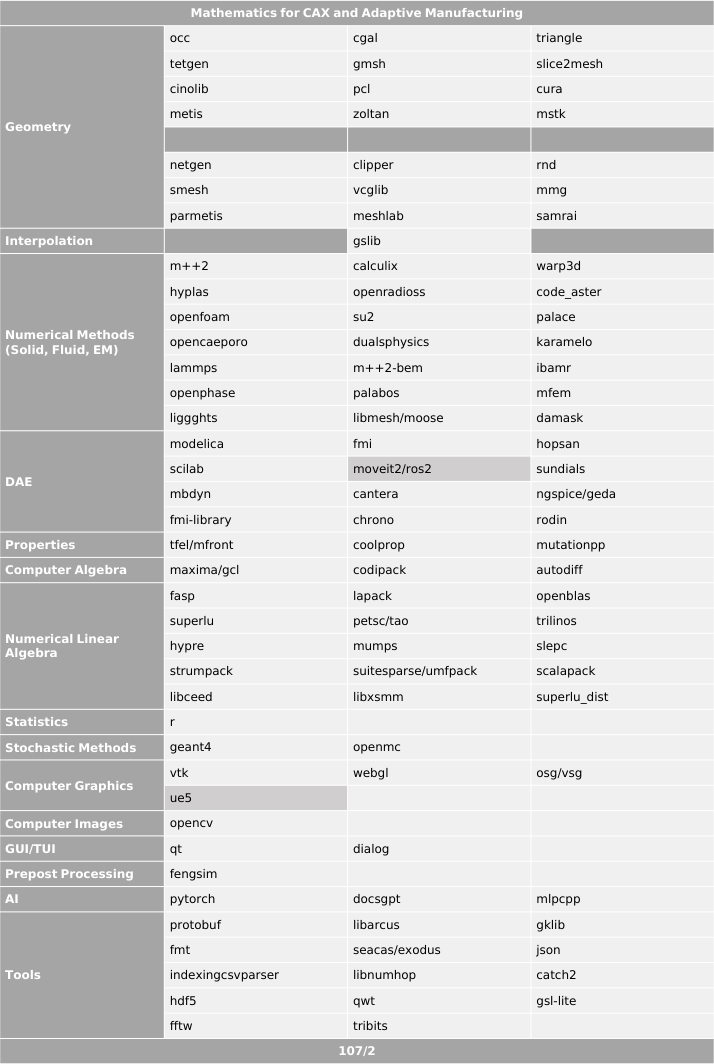 Mathematics for CAX and Adaptive Manufacturing
Geometry
occ cgal triangle
tetgen gmsh slice2mesh
cinolib pcl cura
metis zoltan mstk
netgen clipper rnd
smesh vcglib mmg
parmetis meshlab samrai
Interpolation gslib
Numerical Methods
(Solid, Fluid, EM)
m++2 calculix warp3d
hyplas openradioss code_aster
openfoam su2 palace
opencaeporo dualsphysics karamelo
lammps m++2-bem ibamr
openphase palabos mfem
liggghts libmesh/moose damask
DAE
modelica fmi hopsan
scilab moveit2/ros2 sundials
mbdyn cantera ngspice/geda
fmi-library chrono rodin
Properties tfel/mfront coolprop mutationpp
Computer Algebra maxima/gcl codipack autodiff
Numerical Linear
Algebra
fasp lapack openblas
superlu petsc/tao trilinos
hypre mumps slepc
strumpack suitesparse/umfpack scalapack
libceed libxsmm superlu_dist
Statistics r
Stochastic Methods geant4 openmc
Computer Graphics
vtk webgl osg/vsg
ue5
Computer Images opencv
GUI/TUI qt dialog
Prepost Processing fengsim
AI pytorch docsgpt mlpcpp
Tools
protobuf libarcus gklib
fmt seacas/exodus json
indexingcsvparser libnumhop catch2
hdf5 qwt gsl-lite
fftw tribits
107/2